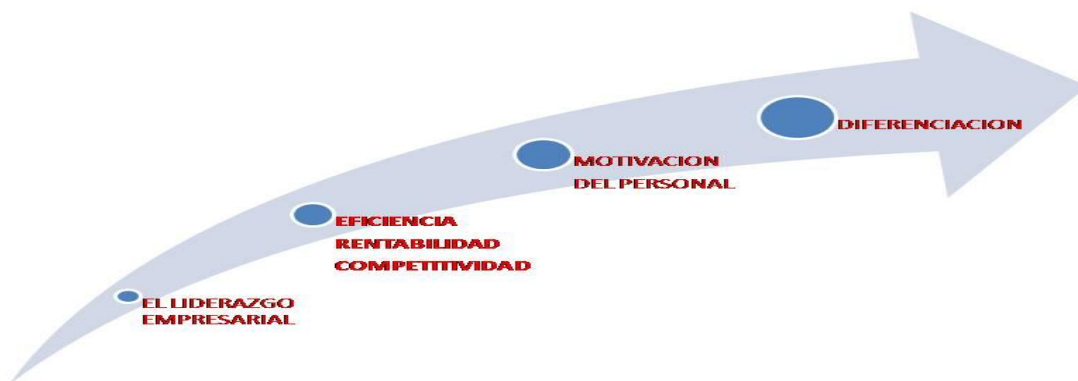 DIFERENCIACION
MOTIVACION
DEL PERSONAL
EFICIENCIA
RENTABILIDAD
COMPETITIVIDAD
EL LIDERAZGO
EMPRESARIAL